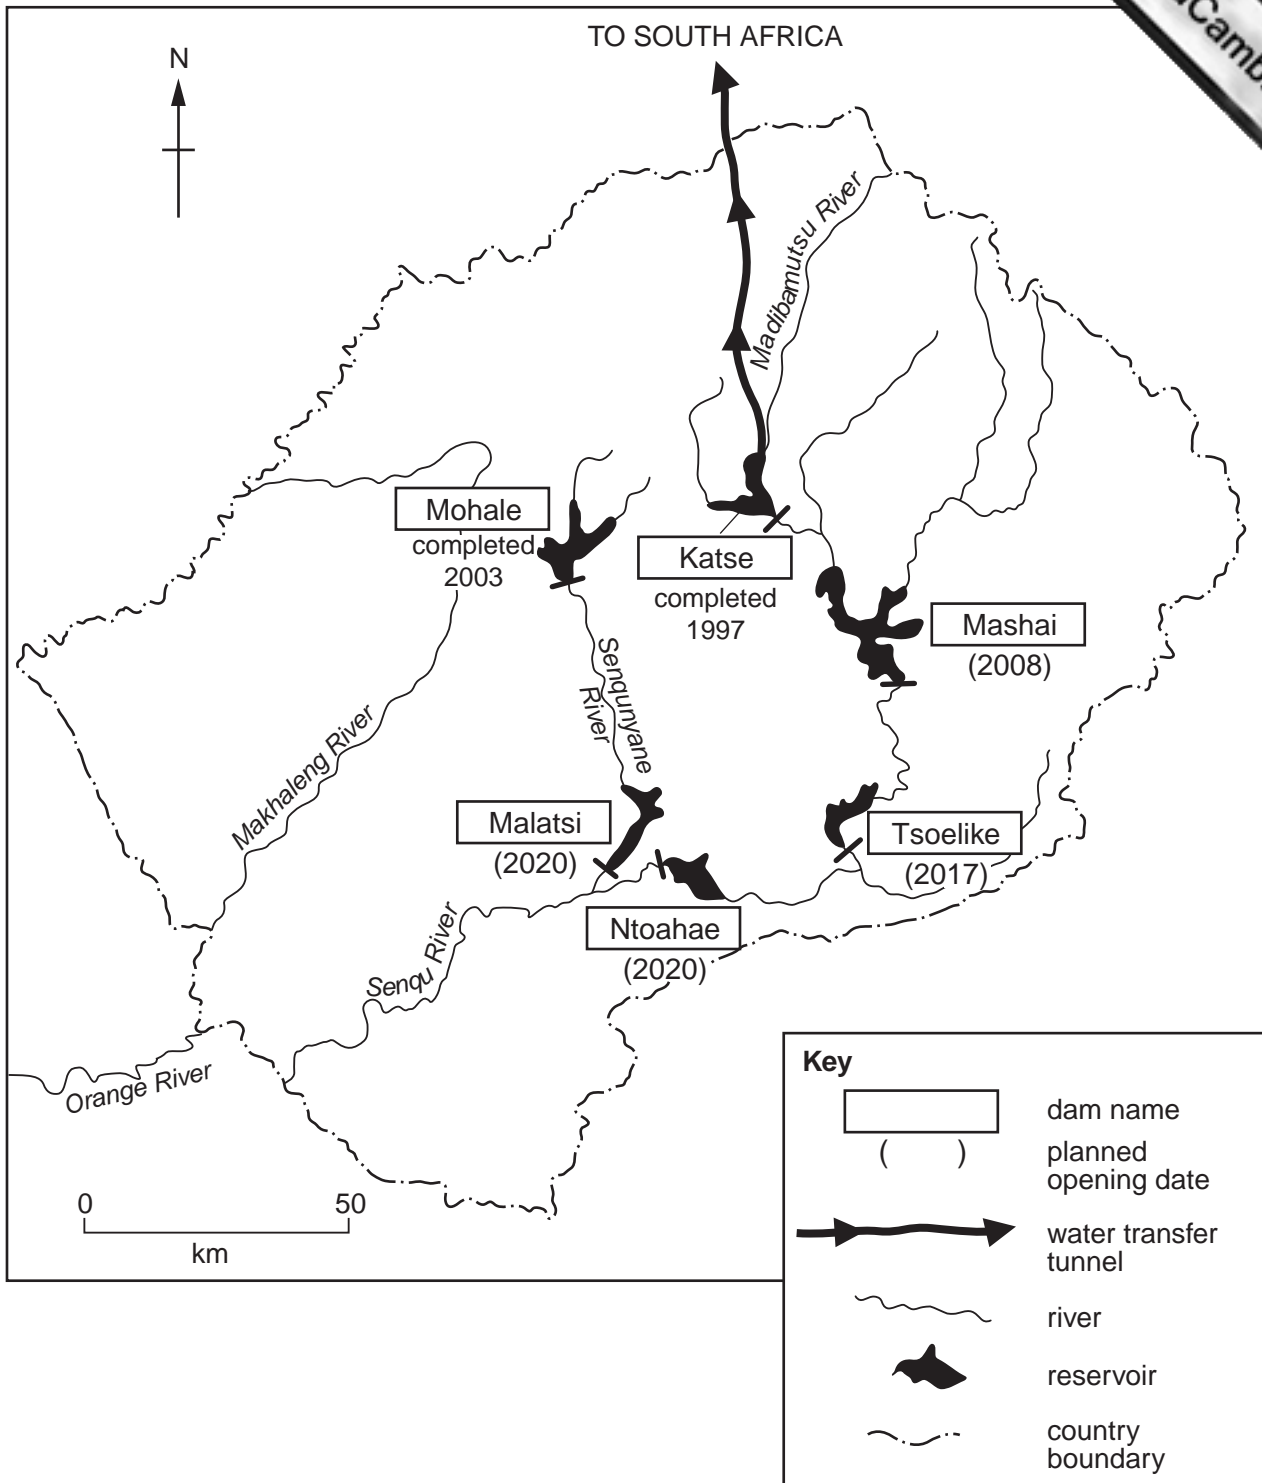 TO SOUTH AFRICA
N
Madibamutsu River
Mohale
completed
2003
Katse
completed
1997
Mashai
(2008)
Senqunyane
River
Makhaleng River
Malatsi
(2020)
Tsoelike
(2017)
Ntoahae
(2020)
Senqu River
Orange River
0 50
km
Key
dam name
( ) planned
opening date
water transfer
tunnel
river
reservoir
country
boundary